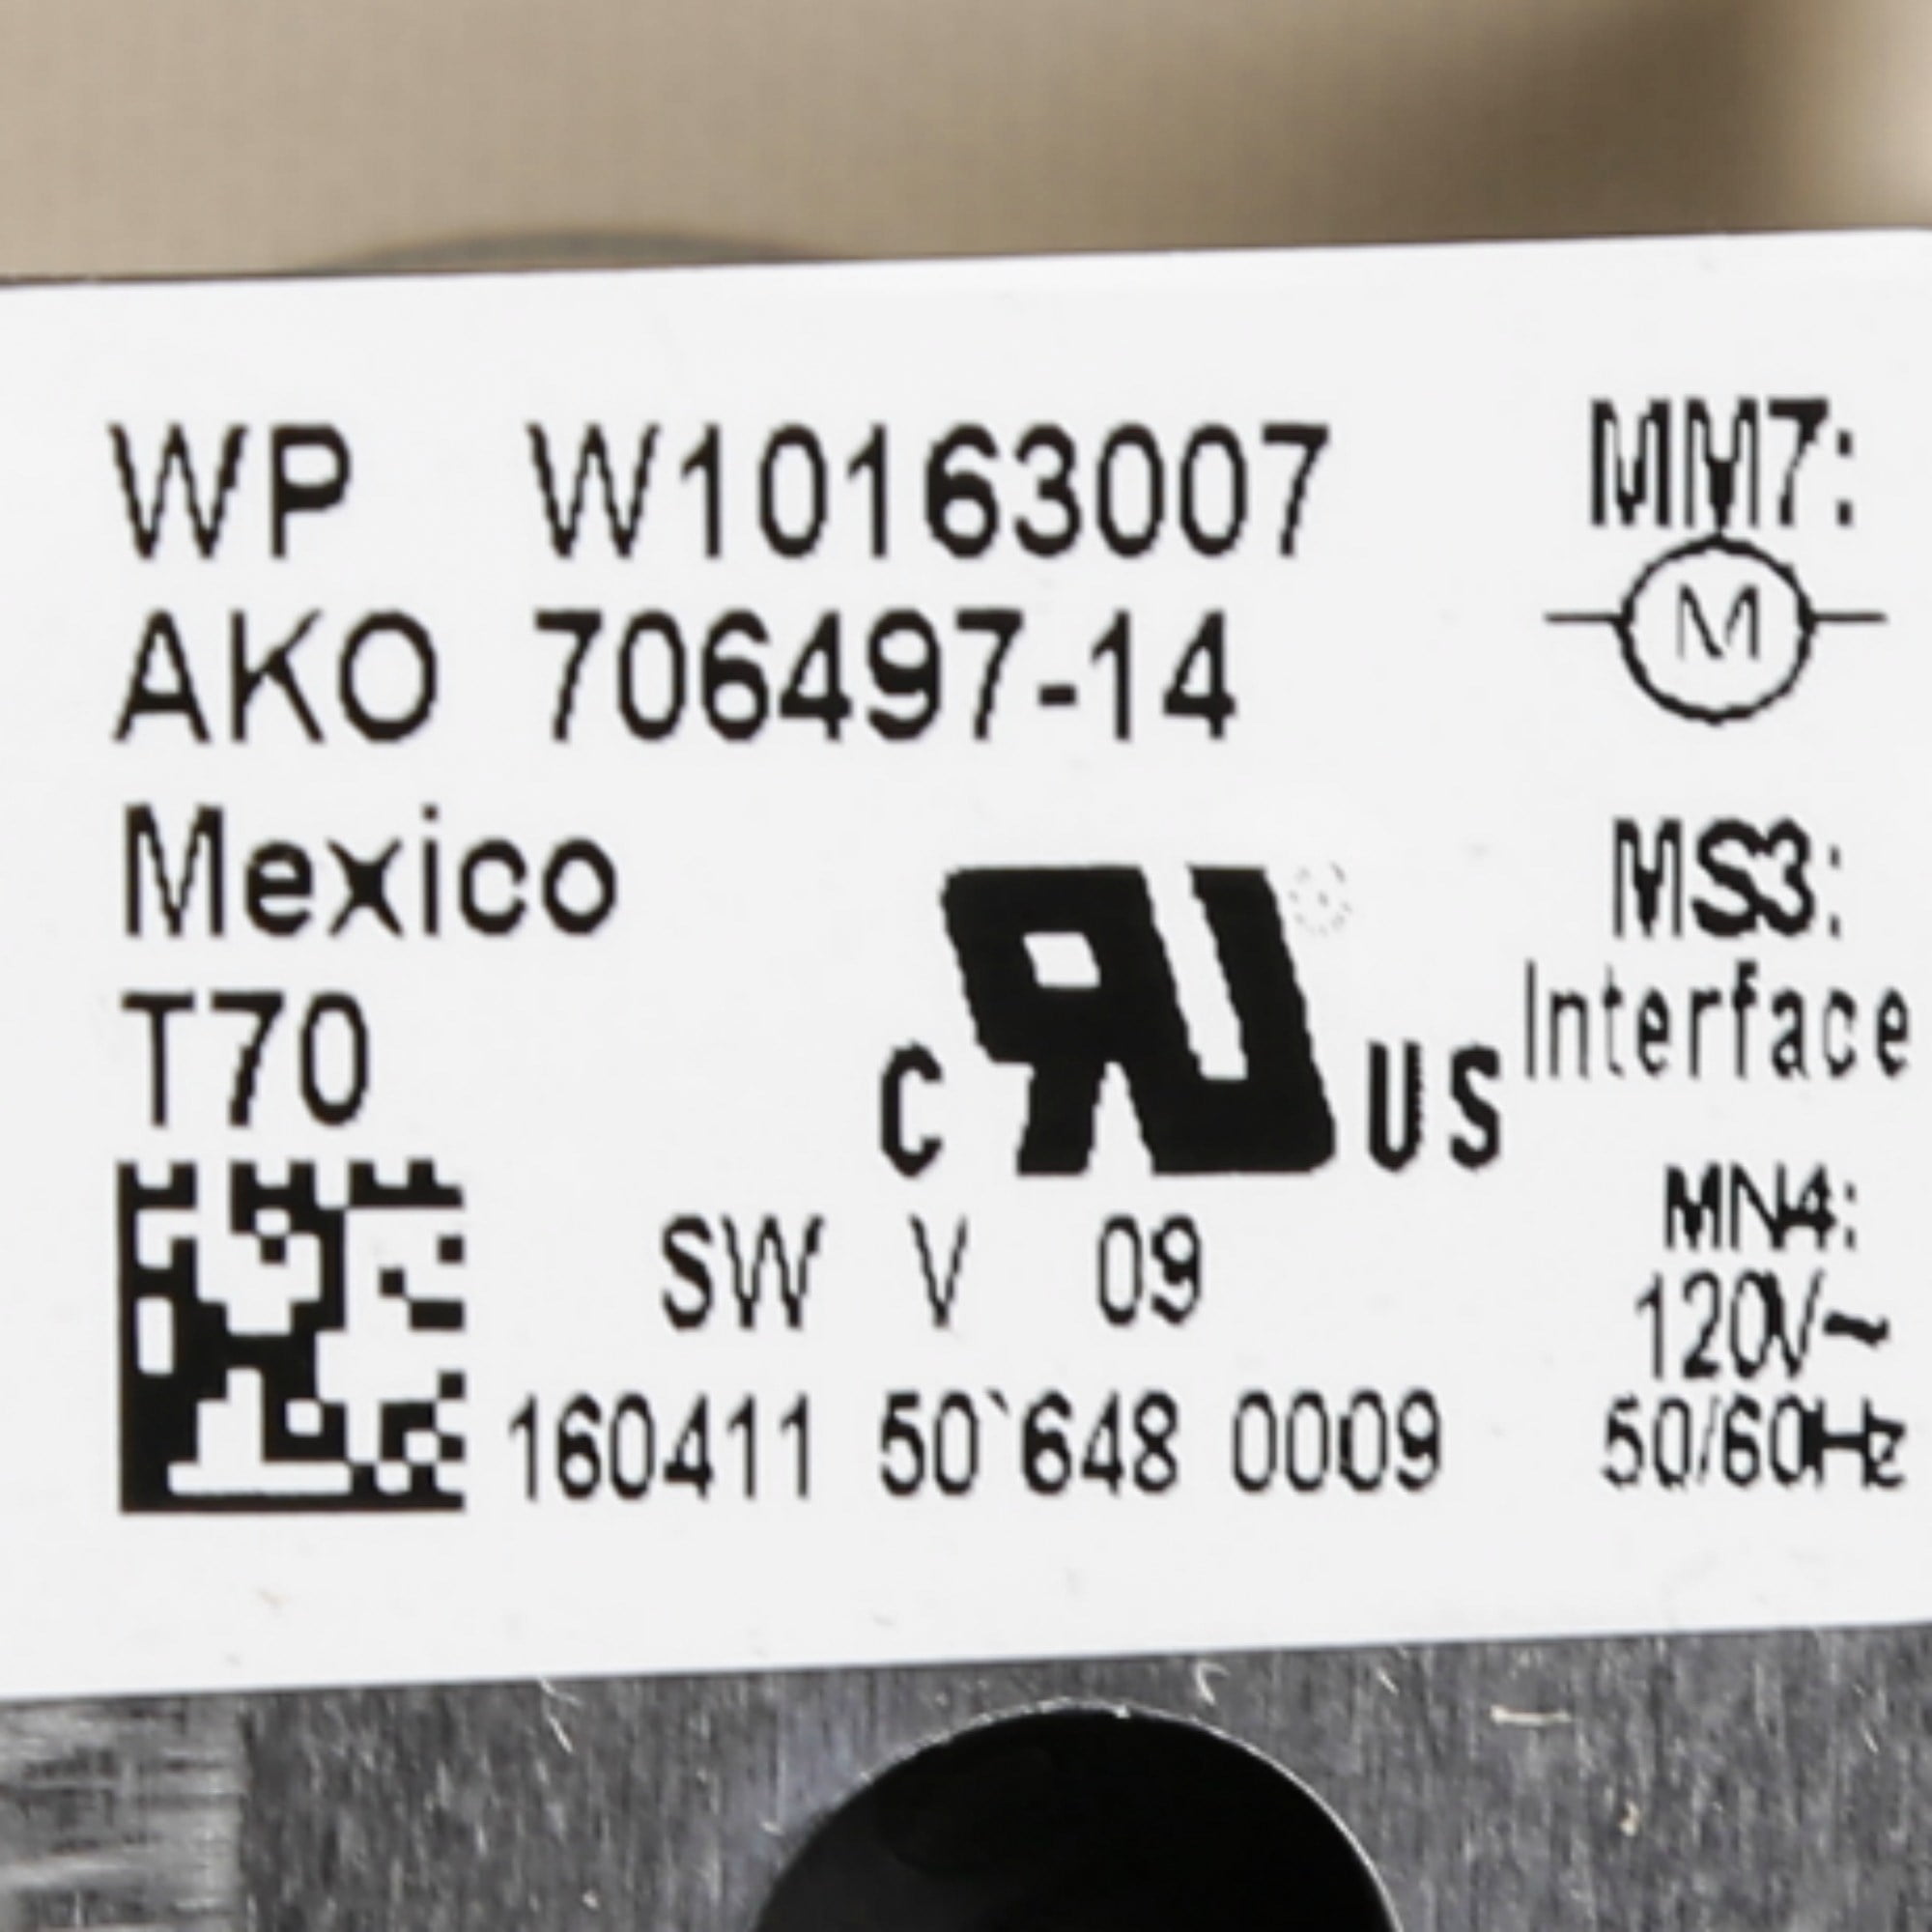 WP W10163007
AKO 706497-14
Mexico
T70
C RU US
SW V 09
160411 50`648 0009
MM7:
M
MS3:
Interface
MN4:
120V~
50/60Hz